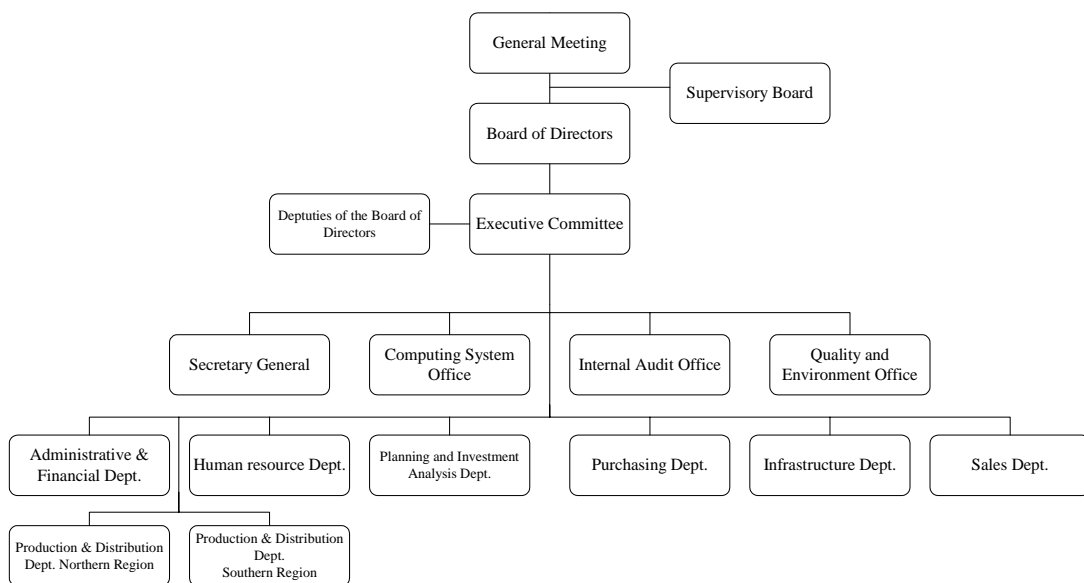 General Meeting
Supervisory Board
Board of Directors
Deptuties of the Board of
Directors
Executive Committee
Secretary General
Computing System
Office
Internal Audit Office
Quality and
Environment Office
Administrative &
Financial Dept.
Human resource Dept.
Planning and Investment
Analysis Dept.
Purchasing Dept.
Infrastructure Dept.
Sales Dept.
Production & Distribution
Dept. Northern Region
Production & Distribution
Dept.
Southern Region